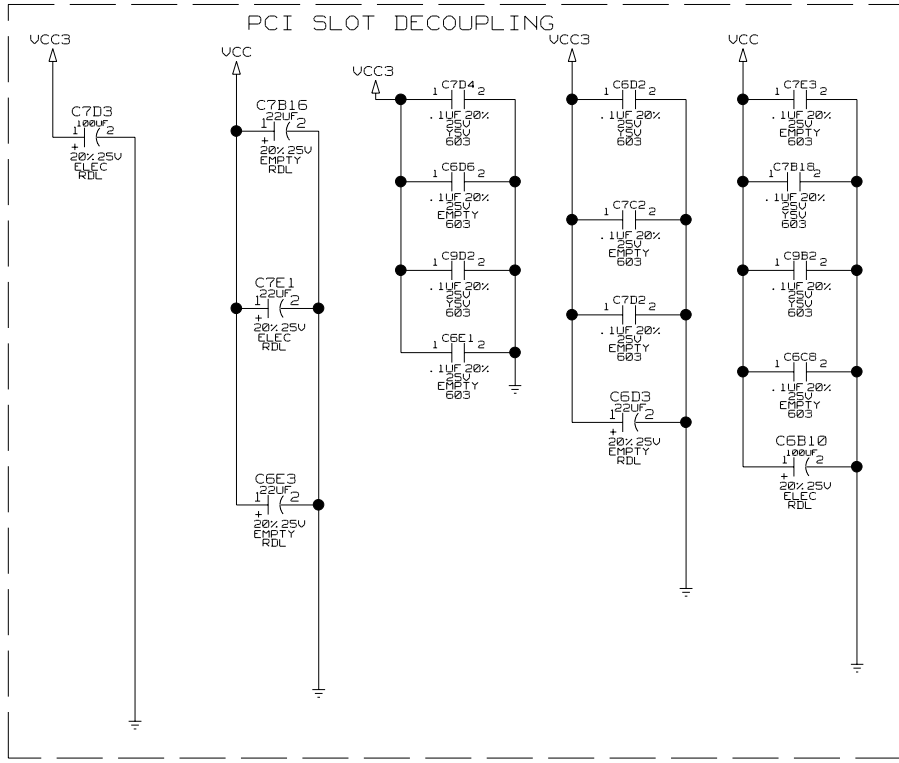 PCI SLOT DECOUPLING
VCC3
C7D3
100UF
1 2
+
20% 25V
ELEC
RDL
VCC
C7B16
22UF
1 2
+
20% 25V
EMPTY
RDL
C7E1
22UF
1 2
+
20% 25V
ELEC
RDL
C6E3
22UF
1 2
+
20% 25V
EMPTY
RDL
VCC3
C7D4
1 2
.1UF 20%
25V
Y5V
603
C6D6
1 2
.1UF 20%
25V
EMPTY
603
C9D2
1 2
.1UF 20%
25V
Y5V
603
C6E1
1 2
.1UF 20%
25V
EMPTY
603
VCC3
C6D2
1 2
.1UF 20%
25V
Y5V
603
C7C2
1 2
.1UF 20%
25V
EMPTY
603
C7D2
1 2
.1UF 20%
25V
EMPTY
603
C6D3
22UF
1 2
+
20% 25V
EMPTY
RDL
VCC
C7E3
1 2
.1UF 20%
25V
EMPTY
603
C7B18
1 2
.1UF 20%
25V
Y5V
603
C9B2
1 2
.1UF 20%
25V
Y5V
603
C6C8
1 2
.1UF 20%
25V
EMPTY
603
C6B10
100UF
1 2
+
20% 25V
ELEC
RDL